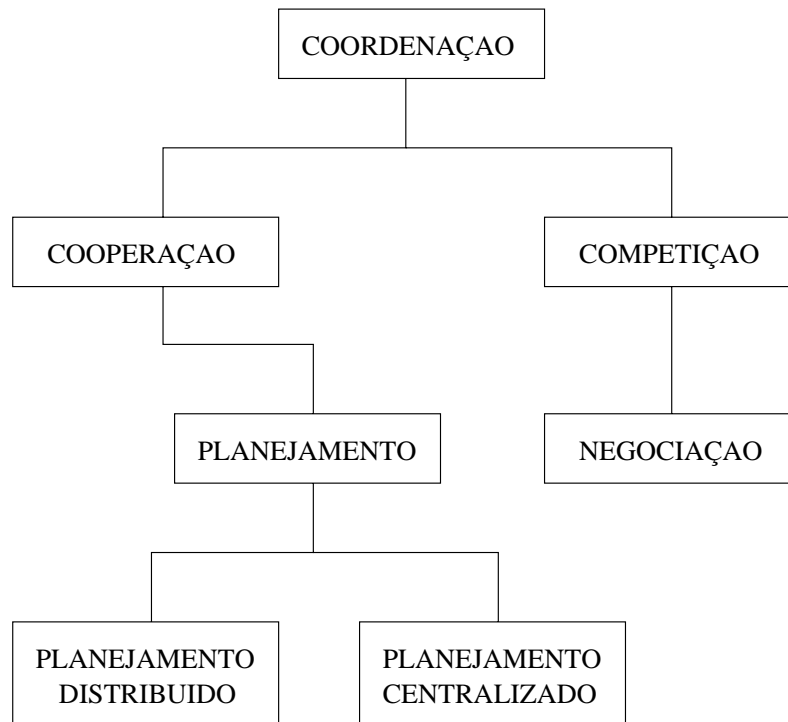 COORDENAÇAO
COOPERAÇAO
COMPETIÇAO
PLANEJAMENTO
NEGOCIAÇAO
PLANEJAMENTO
DISTRIBUIDO
PLANEJAMENTO
CENTRALIZADO